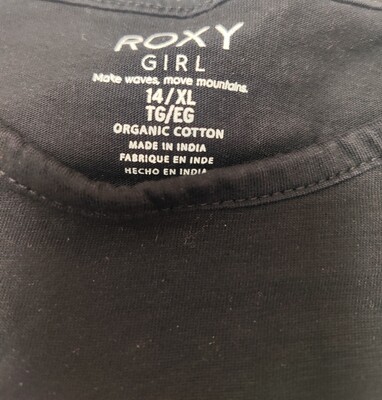 ROXY
GIRL
Make waves, move mountains.
14/XL
TG/EG
ORGANIC COTTON
MADE IN INDIA
FABRIQUE EN INDE
HECHO EN INDIA